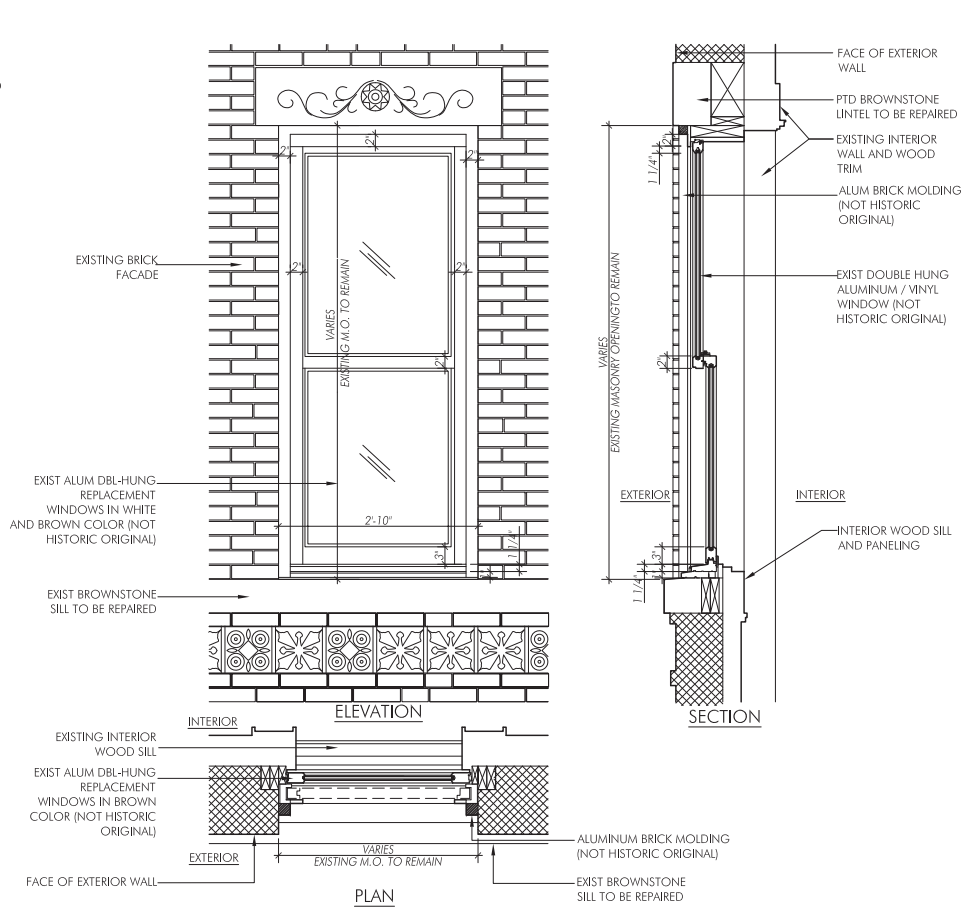 FACE OF EXTERIOR
WALL
PTD BROWNSTONE
LINTEL TO BE REPAIRED
EXISTING INTERIOR
WALL AND WOOD
TRIM
ALUM BRICK MOLDING
(NOT HISTORIC
ORIGINAL)
EXIST DOUBLE HUNG
ALUMINUM / VINYL
WINDOW (NOT
HISTORIC ORIGINAL)
2"
2"
2"
2"
2"
2"
VARIES
EXISTING M.O. TO REMAIN
2'-10"
3"
1 1/4"
1"
EXISTING BRICK
FACADE
EXIST ALUM DBL-HUNG
REPLACEMENT
WINDOWS IN WHITE
AND BROWN COLOR (NOT
HISTORIC ORIGINAL)
EXIST BROWNSTONE
SILL TO BE REPAIRED
ELEVATION
2"
1 1/4"
VARIES
EXISTING MASONRY OPENING TO REMAIN
2"
EXTERIOR
INTERIOR
3"
1"
1 1/4"
INTERIOR WOOD SILL
AND PANELING
SECTION
INTERIOR
EXISTING INTERIOR
WOOD SILL
EXIST ALUM DBL-HUNG
REPLACEMENT
WINDOWS IN BROWN
COLOR (NOT HISTORIC
ORIGINAL)
EXTERIOR
FACE OF EXTERIOR WALL
VARIES
EXISTING M.O. TO REMAIN
ALUMINUM BRICK MOLDING
(NOT HISTORIC ORIGINAL)
EXIST BROWNSTONE
SILL TO BE REPAIRED
PLAN